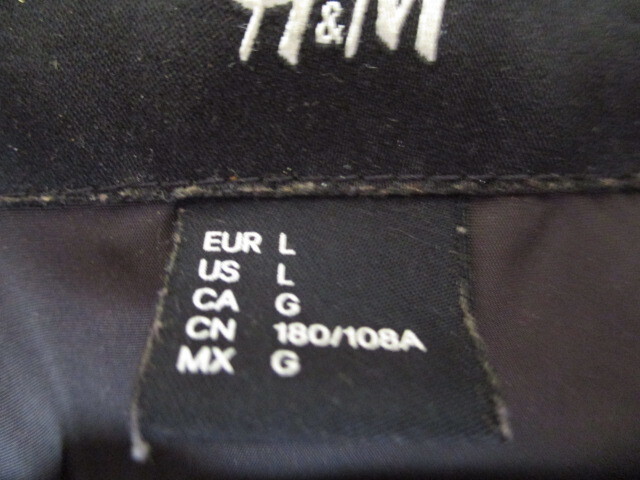 H&M
EUR L
US L
CA G
CN 180/108A
MX G